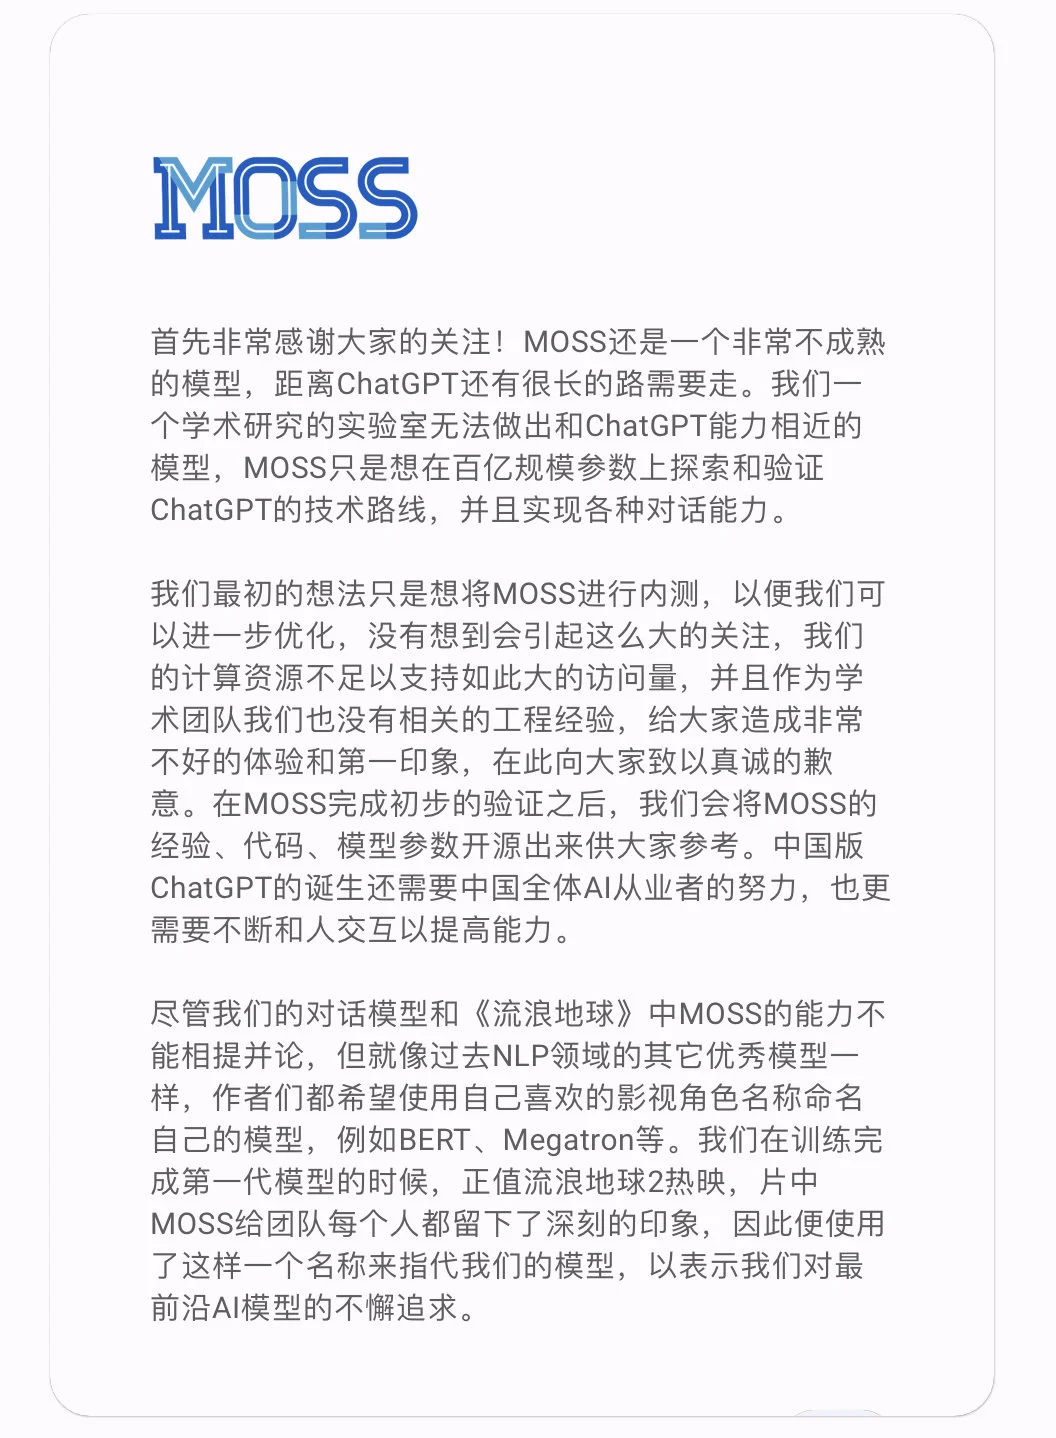 MOSS
首先非常感谢大家的关注！MOSS还是一个非常不成熟
的模型，距离ChatGPT还有很长的路需要走。我们一
个学术研究的实验室无法做出和ChatGPT能力相近的
模型，MOSS只是想在百亿规模参数上探索和验证
ChatGPT的技术路线，并且实现各种对话能力。
我们最初的想法只是想将MOSS进行内测，以便我们可
以进一步优化，没有想到会引起这么大的关注，我们
的计算资源不足以支持如此大的访问量，并且作为学
术团队我们也没有相关的工程经验，给大家造成非常
不好的体验和第一印象，在此向大家致以真诚的歉
意。在MOSS完成初步的验证之后，我们会将MOSS的
经验、代码、模型参数开源出来供大家参考。中国版
ChatGPT的诞生还需要中国全体AI从业者的努力，也更
需要不断和人交互以提高能力。
尽管我们的对话模型和《流浪地球》中MOSS的能力不
能相提并论，但就像过去NLP领域的其它优秀模型一
样，作者们都希望使用自己喜欢的影视角色名称命名
自己的模型，例如BERT、Megatron等。我们在训练完
成第一代模型的时候，正值流浪地球2热映，片中
MOSS给团队每个人都留下了深刻的印象，因此便使用
了这样一个名称来指代我们的模型，以表示我们对最
前沿AI模型的不懈追求。